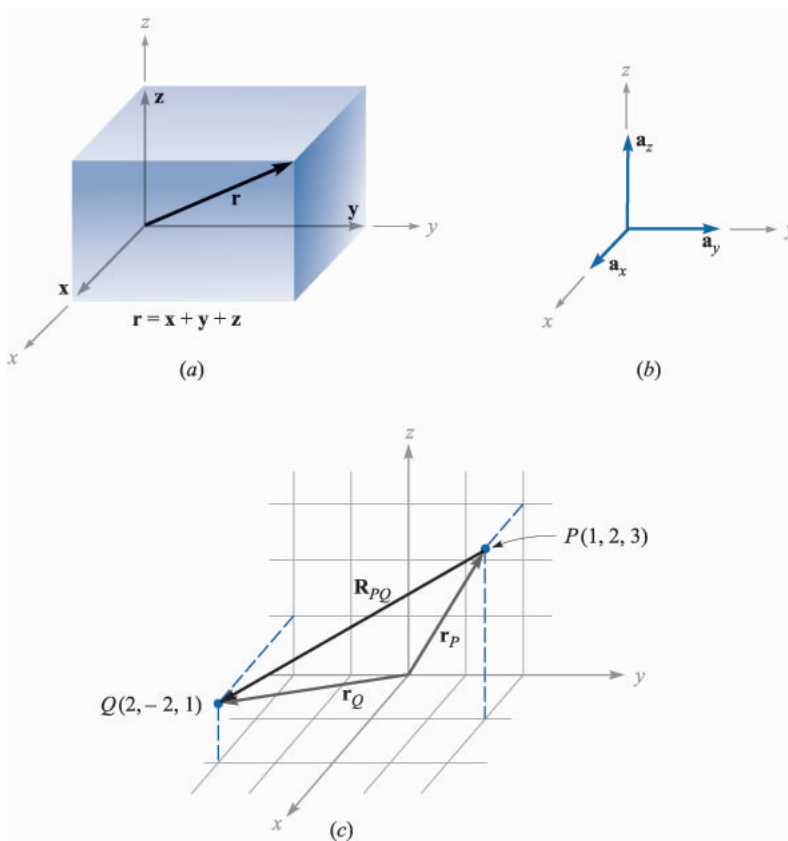 z
z
r
y
y
x
x
r = x + y + z
(a)
z
a_z
a_y
y
a_x
x
(b)
z
P(1, 2, 3)
R_PQ
r_P
y
r_Q
Q(2, – 2, 1)
x
(c)